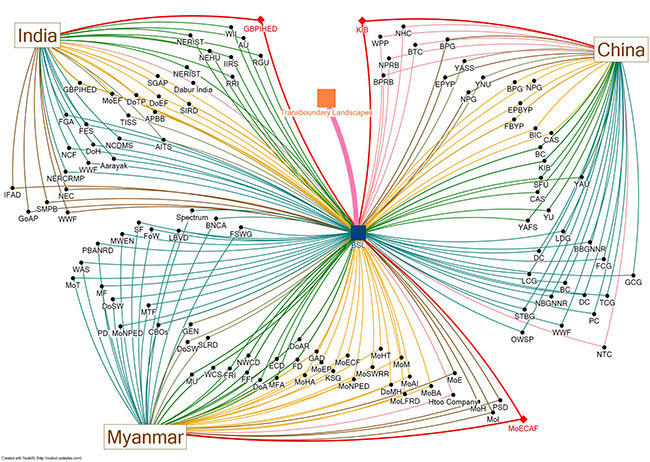 India
GBPIHED
KIB
China
NERIST
WII
AU
NEHU
IIRS
RGU
NERIST
RRI
SGAP
Dabur India
GBPIHED
MoEF
DoTP
DoEF
SIRD
TISS
APBB
FGA
FES
AITS
DoH
NCDMS
NCF
WWF
Aarayak
NERCRMP
IFAD
NEC
SMPB
GoAP
WWF
WPP
NHC
BTC
BPG
NPRB
BPRB
YASS
EPYP
YNU
NPG
BPG
NPG
EPBYP
FBYP
BIC
CAS
BC
KIB
SFU
YAU
CAS
YU
YAFS
Transboundary Landscapes
BSL
LDG
BBGNNR
DC
FCG
LCG
GCG
BC
NBGNNR
DC
TCG
STBG
PC
OWSP
WWF
NTC
Spectrum
BNCA
SF
FoW
LBVD
FSWG
MWEN
PBANRD
WAS
MoT
MF
DoSW
MTF
PD, MoNPED
CBOs
GEN
DoSW
SLRD
MU
WCS
FRI
NWCD
FFI
ECD
DoA
MFA
DoAR
FD
GAD
MoHA
MoEP
KSG
MoECF
MoNPED
MoSWRR
MoHT
DoMH
MoM
MoAI
MoLFRD
MoBA
MoE
Htoo Company
MoH
PSD
MoI
MoECAF
Myanmar
Created with NodeXL (http://nodexl.codeplex.com)